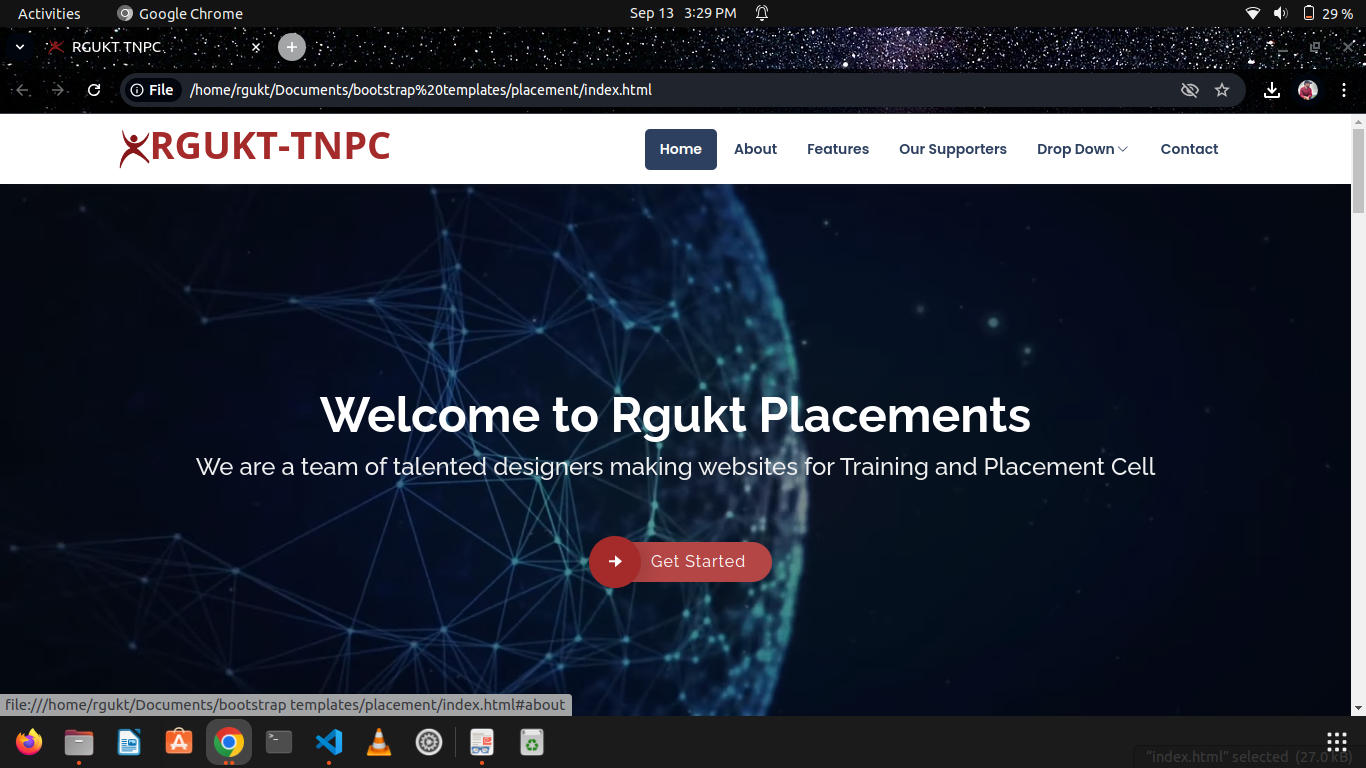 Activities
Google Chrome
Sep 13 3:29 PM
29 %
RGUKT TNPC
File
/home/rgukt/Documents/bootstrap%20templates/placement/index.html
RGUKT-TNPC
Home
About
Features
Our Supporters
Drop Down
Contact
Welcome to Rgukt Placements
We are a team of talented designers making websites for Training and Placement Cell
Get Started
file:///home/rgukt/Documents/bootstrap templates/placement/index.html#about
"index.html" selected (27.0 kB)